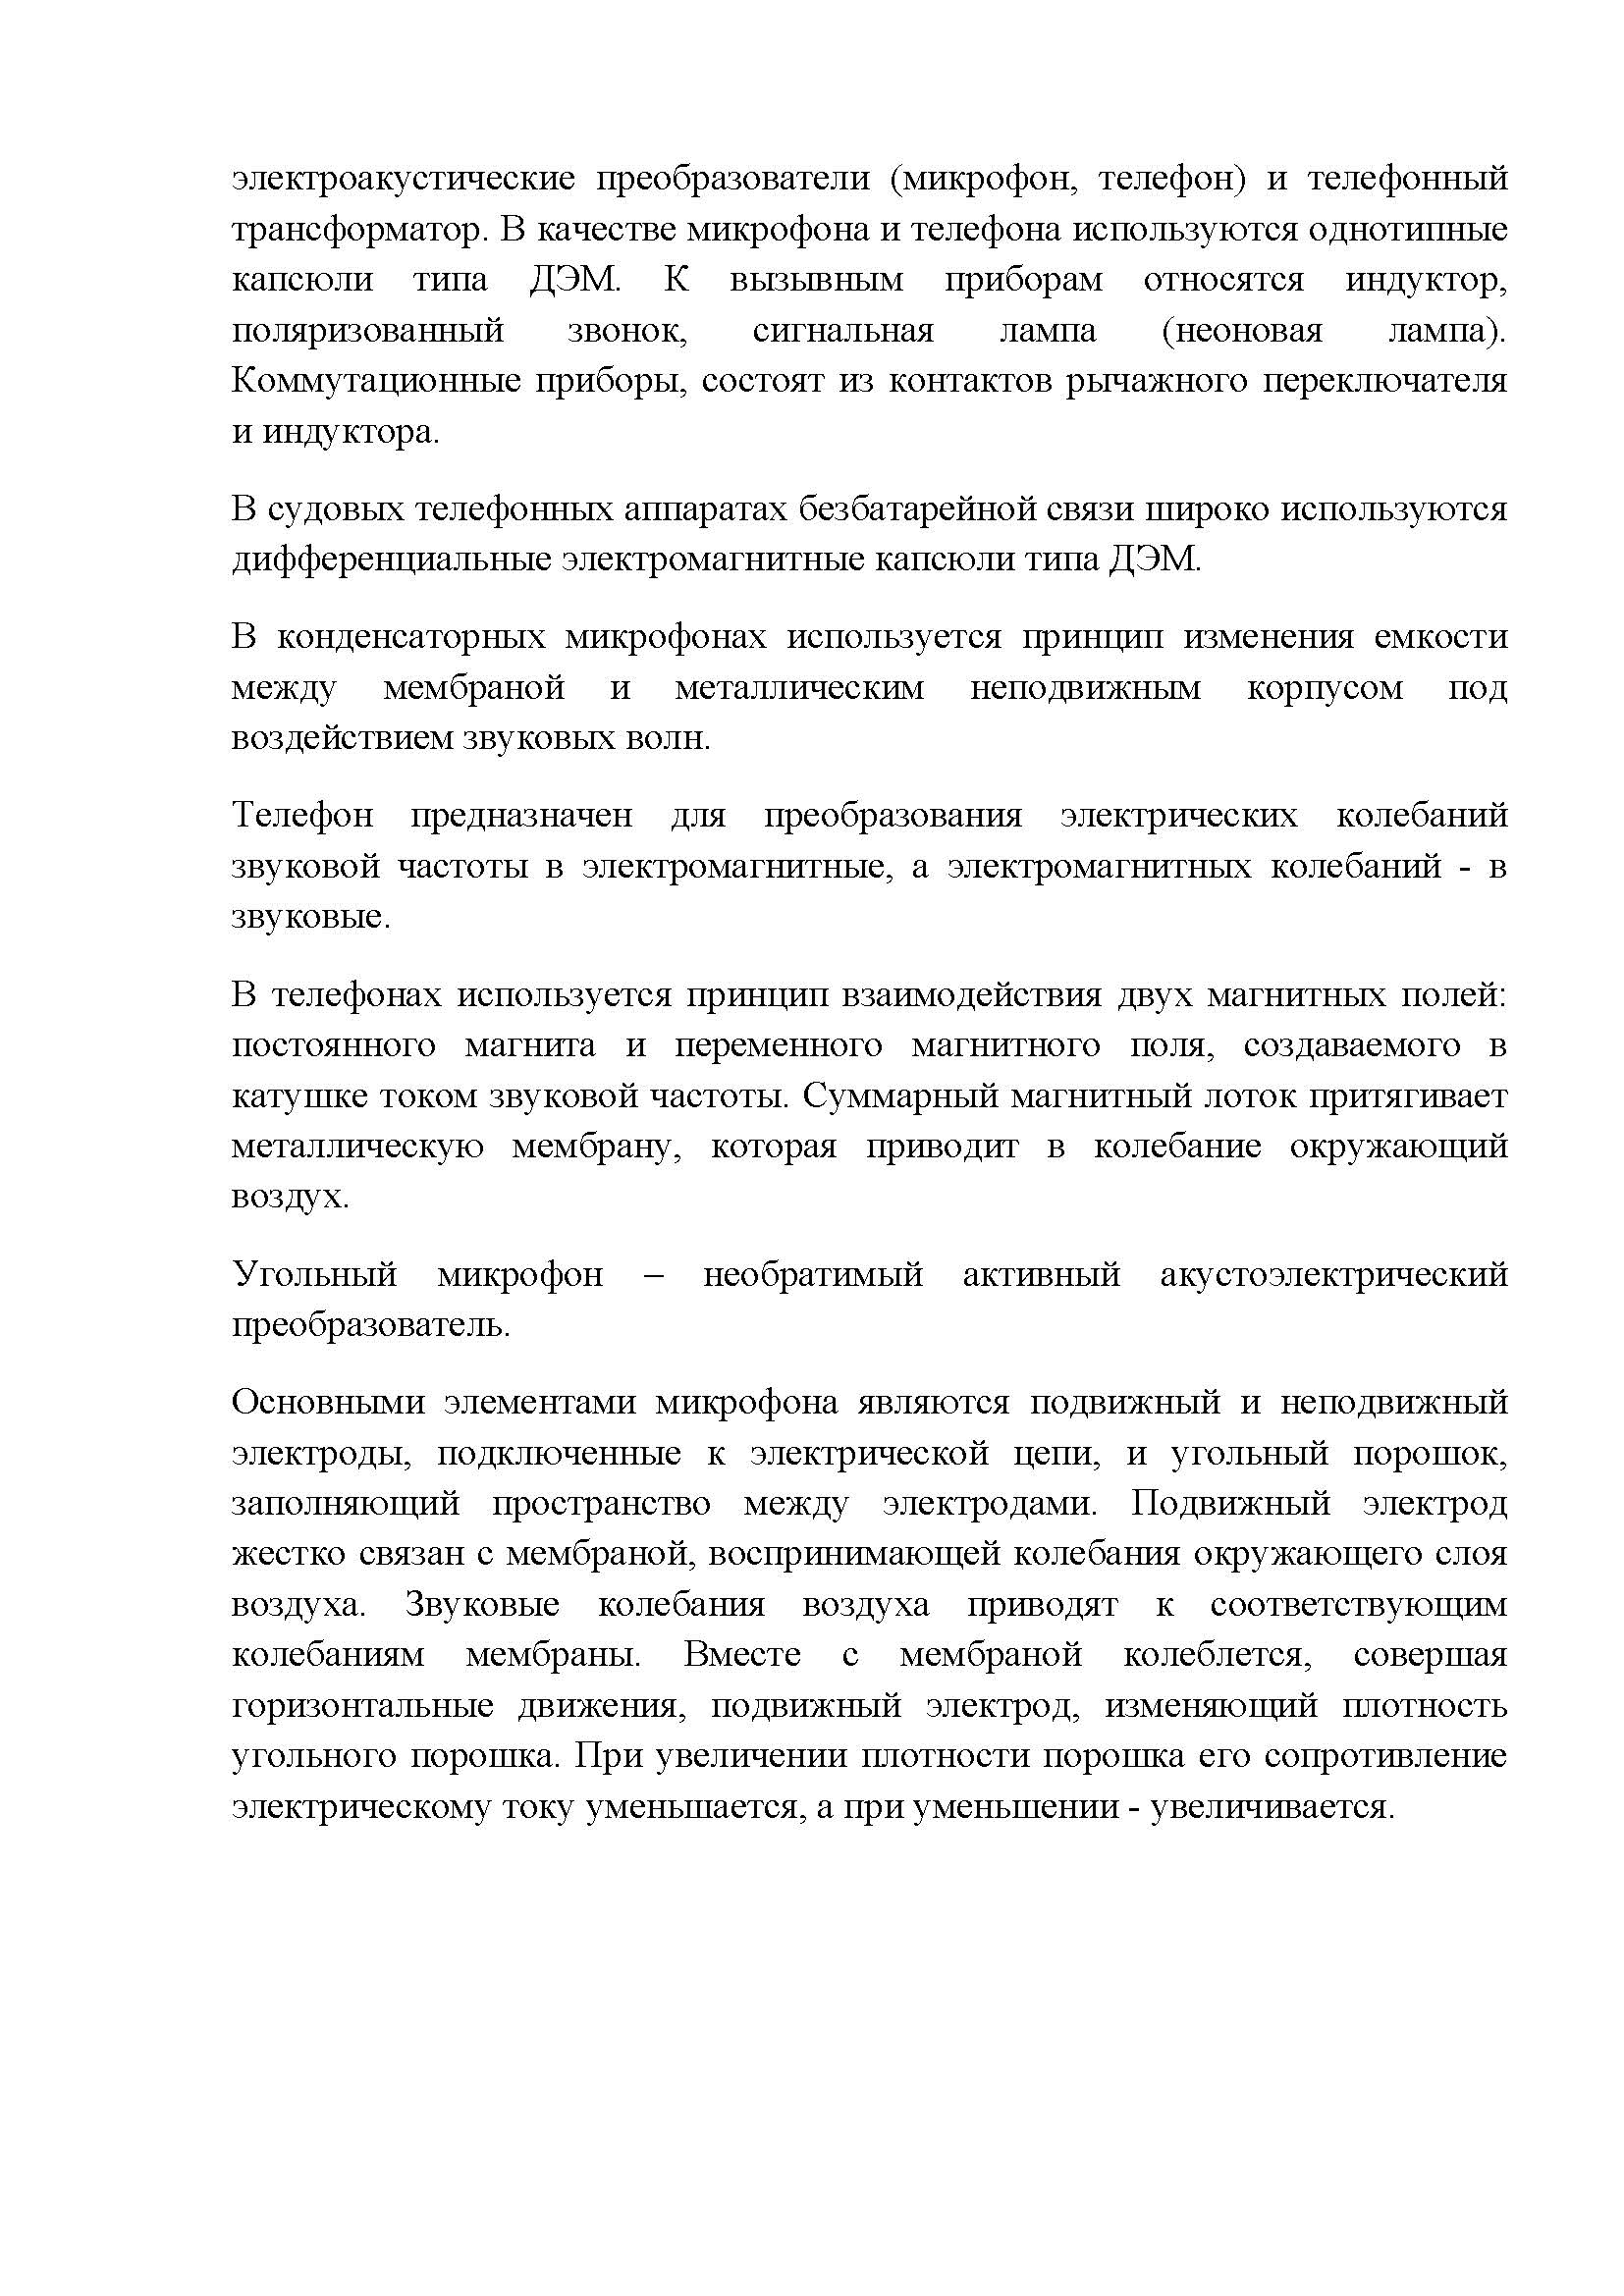 электроакустические преобразователи (микрофон, телефон) и телефонный
трансформатор. В качестве микрофона и телефона используются однотипные
капсюли типа ДЭМ. К вызывным приборам относятся индуктор,
поляризованный звонок, сигнальная лампа (неоновая лампа).
Коммутационные приборы, состоят из контактов рычажного переключателя
и индуктора.
В судовых телефонных аппаратах безбатарейной связи широко используются
дифференциальные электромагнитные капсюли типа ДЭМ.
В конденсаторных микрофонах используется принцип изменения емкости
между мембраной и металлическим неподвижным корпусом под
воздействием звуковых волн.
Телефон предназначен для преобразования электрических колебаний
звуковой частоты в электромагнитные, а электромагнитных колебаний - в
звуковые.
В телефонах используется принцип взаимодействия двух магнитных полей:
постоянного магнита и переменного магнитного поля, создаваемого в
катушке током звуковой частоты. Суммарный магнитный лоток притягивает
металлическую мембрану, которая приводит в колебание окружающий
воздух.
Угольный микрофон – необратимый активный акустоэлектрический
преобразователь.
Основными элементами микрофона являются подвижный и неподвижный
электроды, подключенные к электрической цепи, и угольный порошок,
заполняющий пространство между электродами. Подвижный электрод
жестко связан с мембраной, воспринимающей колебания окружающего слоя
воздуха. Звуковые колебания воздуха приводят к соответствующим
колебаниям мембраны. Вместе с мембраной колеблется, совершая
горизонтальные движения, подвижный электрод, изменяющий плотность
угольного порошка. При увеличении плотности порошка его сопротивление
электрическому току уменьшается, а при уменьшении - увеличивается.